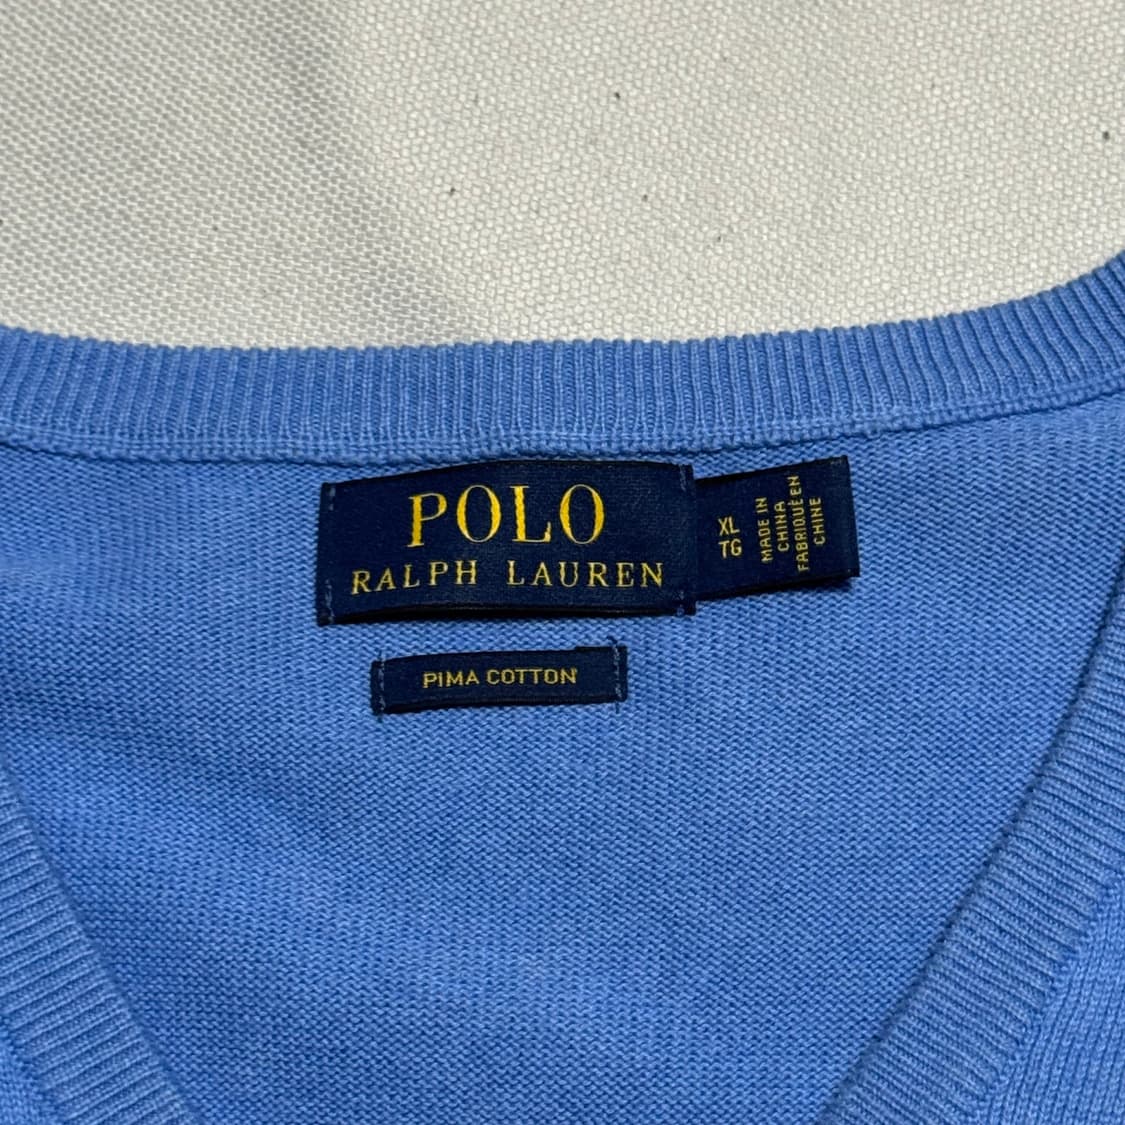 POLO
RALPH LAUREN
XL
TG
MADE IN
CHINA
FABRIQUÉ EN
CHINE
PIMA COTTON